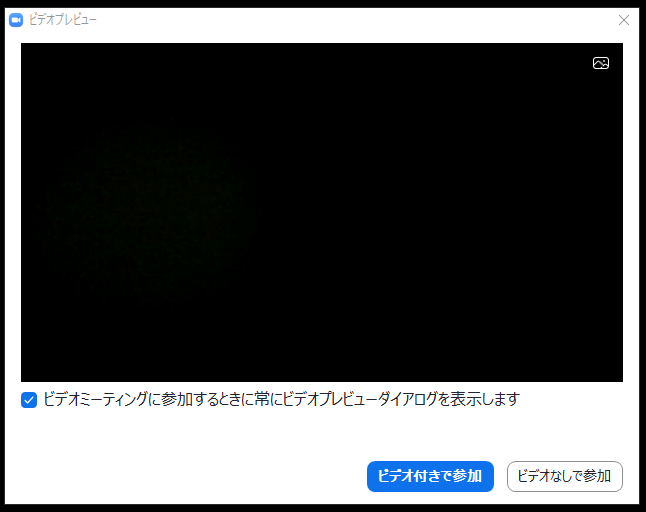 ビデオプレビュー
ビデオミーティングに参加するときに常にビデオプレビューダイアログを表示します
ビデオ付きで参加
ビデオなしで参加